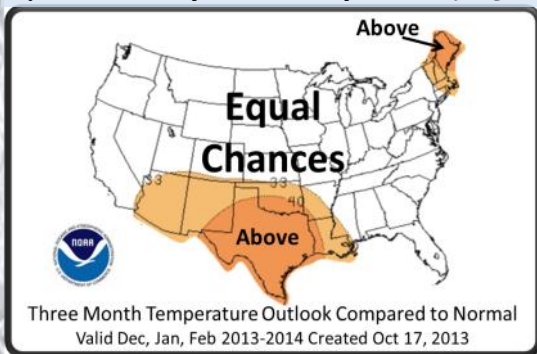 Above
Equal
Chances
33
33
40
Above
NOAA
Three Month Temperature Outlook Compared to Normal
Valid Dec, Jan, Feb 2013-2014 Created Oct 17, 2013